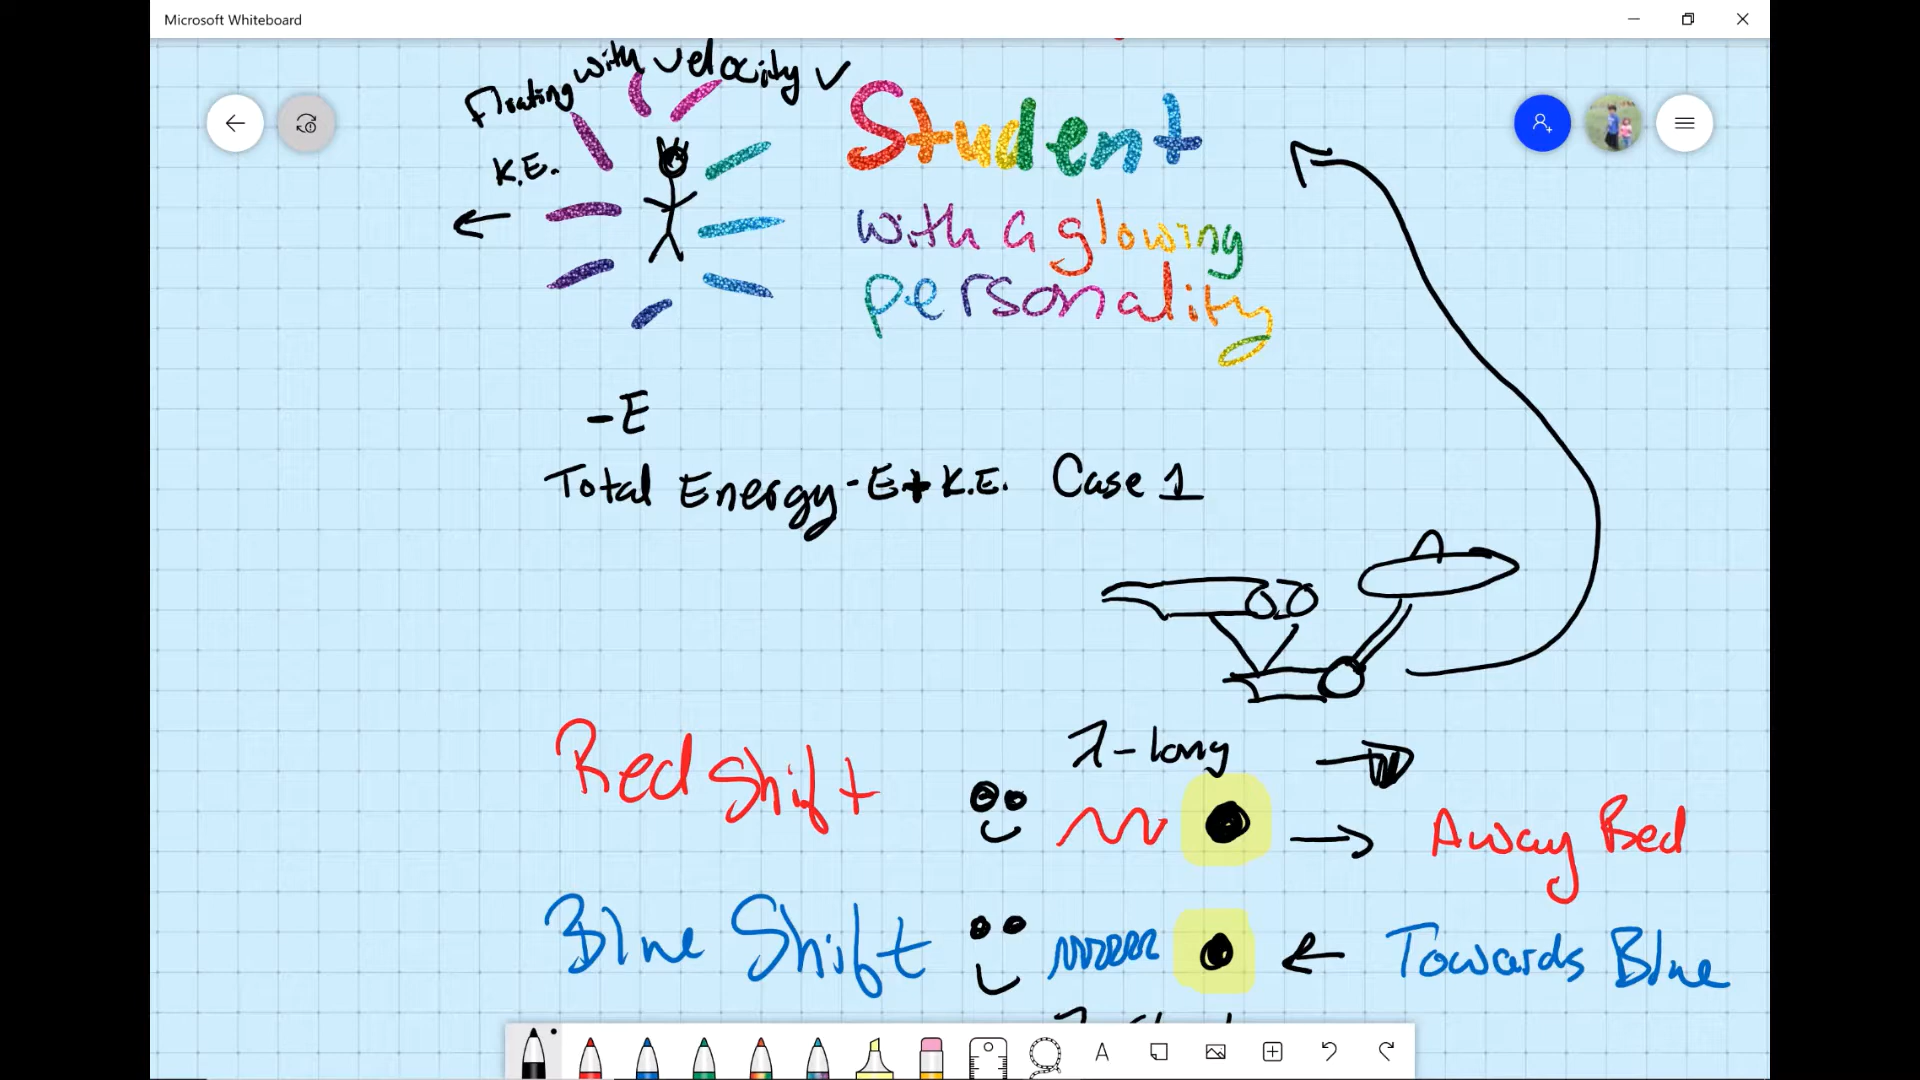 Microsoft Whiteboard
Floating with velocity v
K.E.
Student
with a glowing
personality
-E
Total Energy -E + K.E. Case 1
λ-long
Red Shift
Away Red
Blue Shift
Towards Blue
A